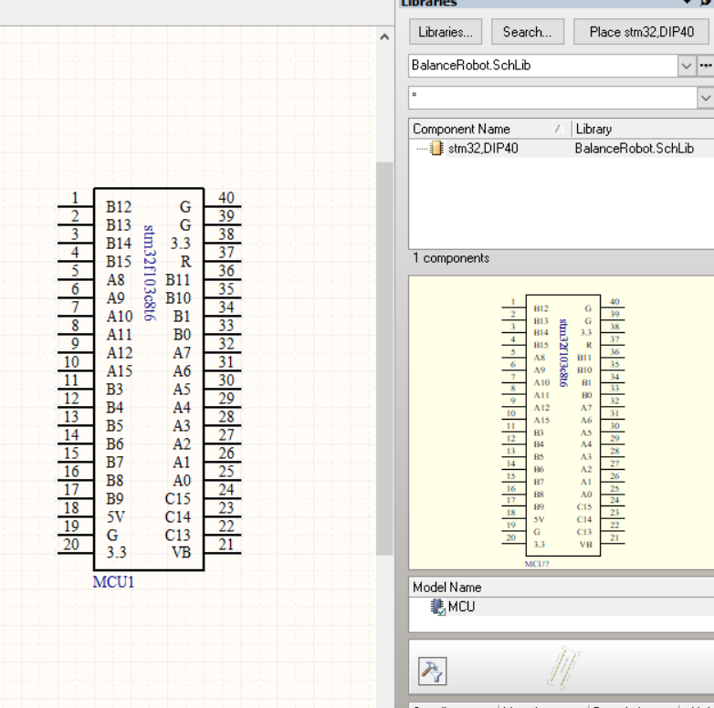 Libraries
Libraries...
Search...
Place stm32,DIP40
BalanceRobot.SchLib
...
*
Component Name
Library
stm32,DIP40
BalanceRobot.SchLib
1 components
1 B12 G 40
2 B13 G 39
3 B14 3.3 38
4 B15 R 37
5 A8 B11 36
6 A9 B10 35
7 A10 B1 34
8 A11 B0 33
9 A12 A7 32
10 A15 A6 31
11 B3 A5 30
12 B4 A4 29
13 B5 A3 28
14 B6 A2 27
15 B7 A1 26
16 B8 A0 25
17 B9 C15 24
18 5V C14 23
19 G C13 22
20 3.3 VB 21
stm32f103c8t6
MCU1
1 B12 G 40
2 B13 G 39
3 B14 3.3 38
4 B15 R 37
5 A8 B11 36
6 A9 B10 35
7 A10 B1 34
8 A11 B0 33
9 A12 A7 32
10 A15 A6 31
11 B3 A5 30
12 B4 A4 29
13 B5 A3 28
14 B6 A2 27
15 B7 A1 26
16 B8 A0 25
17 B9 C15 24
18 5V C14 23
19 G C13 22
20 3.3 VB 21
stm32f103c8t6
MCU?
Model Name
MCU